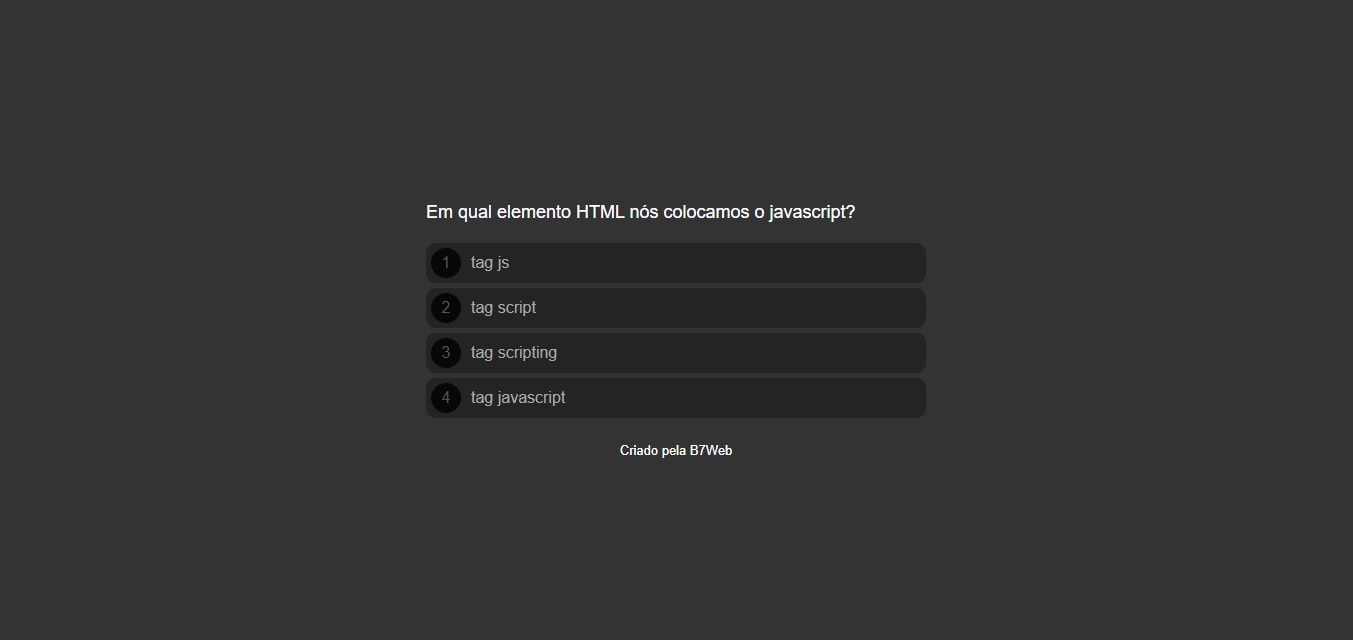 Em qual elemento HTML nós colocamos o javascript?
1 tag js
2 tag script
3 tag scripting
4 tag javascript
Criado pela B7Web